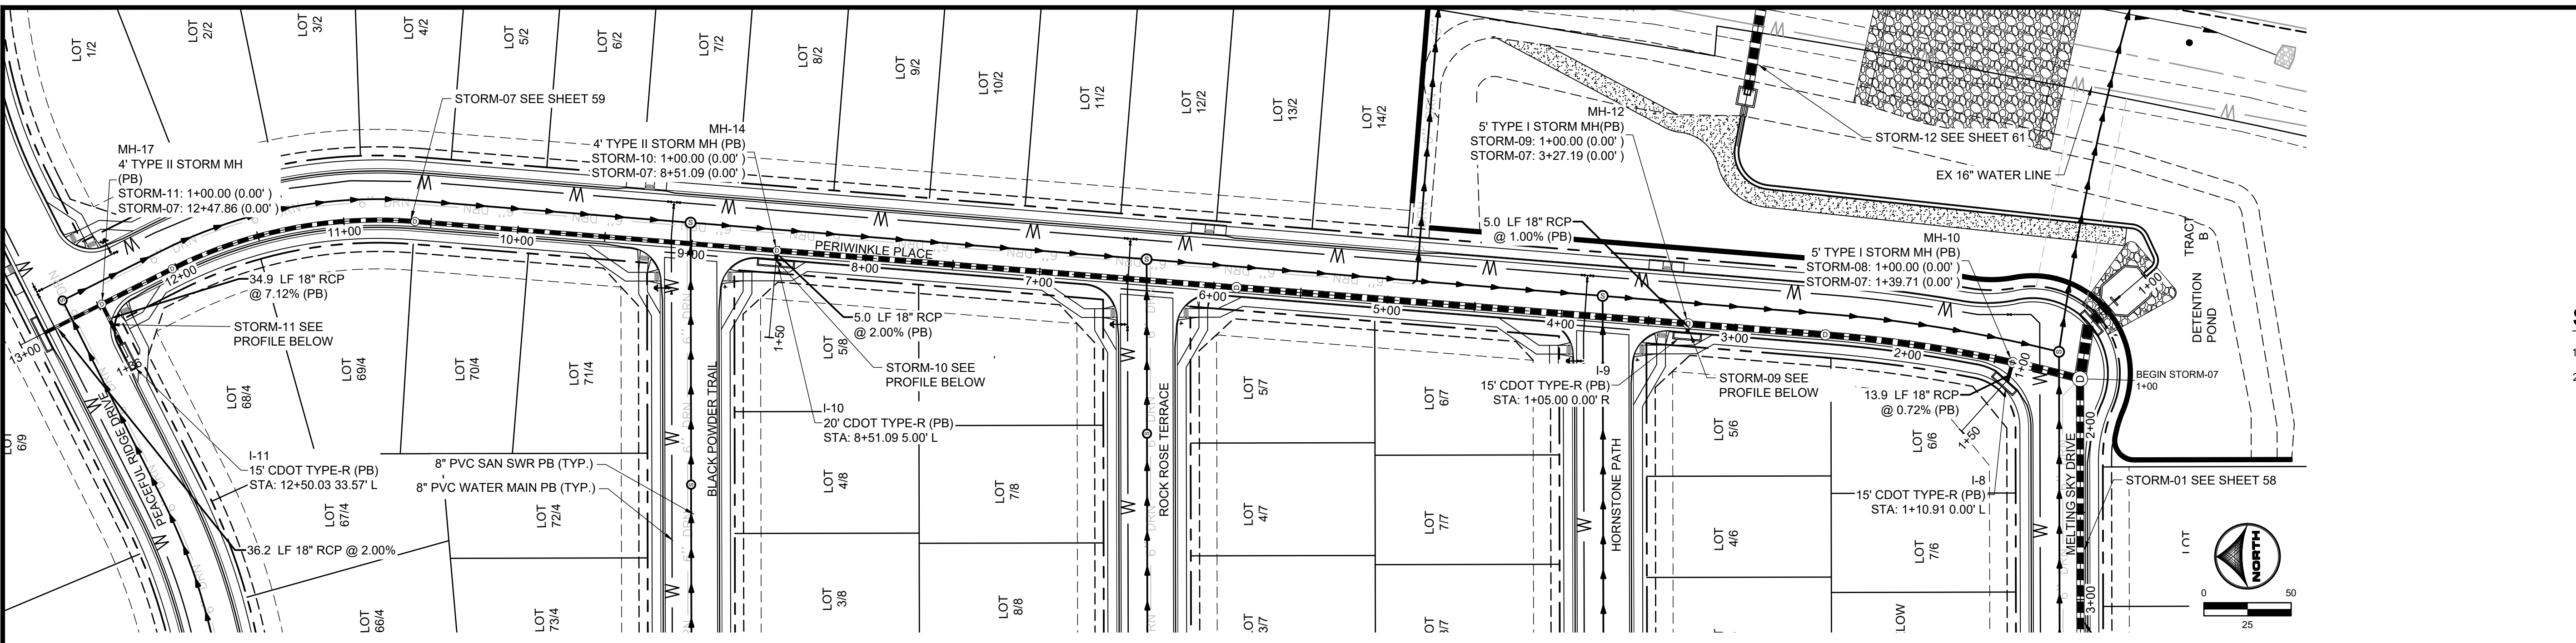 LOT
1/2
LOT
2/2
LOT
3/2
LOT
4/2
LOT
5/2
LOT
6/2
LOT
7/2
LOT
8/2
LOT
9/2
LOT
10/2
LOT
11/2
LOT
12/2
LOT
13/2
LOT
14/2
STORM-07 SEE SHEET 59
MH-17
4' TYPE II STORM MH
(PB)
STORM-11: 1+00.00 (0.00' )
STORM-07: 12+47.86 (0.00' )
MH-14
4' TYPE II STORM MH (PB)
STORM-10: 1+00.00 (0.00' )
STORM-07: 8+51.09 (0.00' )
MH-12
5' TYPE I STORM MH(PB)
STORM-09: 1+00.00 (0.00' )
STORM-07: 3+27.19 (0.00' )
STORM-12 SEE SHEET 61
EX 16" WATER LINE
5.0 LF 18" RCP
@ 1.00% (PB)
MH-10
5' TYPE I STORM MH (PB)
STORM-08: 1+00.00 (0.00' )
STORM-07: 1+39.71 (0.00' )
TRACT
B
DETENTION
POND
1+00
BEGIN STORM-07
1+00
PERIWINKLE PLACE
13+00
12+00
11+00
10+00
9+00
8+00
7+00
6+00
5+00
4+00
3+00
2+00
1+00
34.9 LF 18" RCP
@ 7.12% (PB)
STORM-11 SEE
PROFILE BELOW
5.0 LF 18" RCP
@ 2.00% (PB)
1+50
STORM-10 SEE
PROFILE BELOW
I-10
20' CDOT TYPE-R (PB)
STA: 8+51.09 5.00' L
I-9
15' CDOT TYPE-R (PB)
STA: 1+05.00 0.00' R
STORM-09 SEE
PROFILE BELOW
13.9 LF 18" RCP
@ 0.72% (PB)
1+50
I-8
15' CDOT TYPE-R (PB)
STA: 1+10.91 0.00' L
STORM-01 SEE SHEET 58
2+00
3+00
I-11
15' CDOT TYPE-R (PB)
STA: 12+50.03 33.57' L
36.2 LF 18" RCP @ 2.00%
8" PVC SAN SWR PB (TYP.)
8" PVC WATER MAIN PB (TYP.)
PEACEFUL RIDGE DRIVE
BLACK POWDER TRAIL
ROCK ROSE TERRACE
HORNSTONE PATH
MELTING SKY DRIVE
LOT
6/9
LOT
68/4
LOT
69/4
LOT
70/4
LOT
71/4
LOT
67/4
LOT
72/4
LOT
66/4
LOT
73/4
LOT
5/8
LOT
4/8
LOT
7/8
LOT
3/8
LOT
8/8
LOT
5/7
LOT
6/7
LOT
4/7
LOT
7/7
LOT
5/6
LOT
6/6
LOT
4/6
LOT
7/6
6" DRN
NORTH
0
50
25